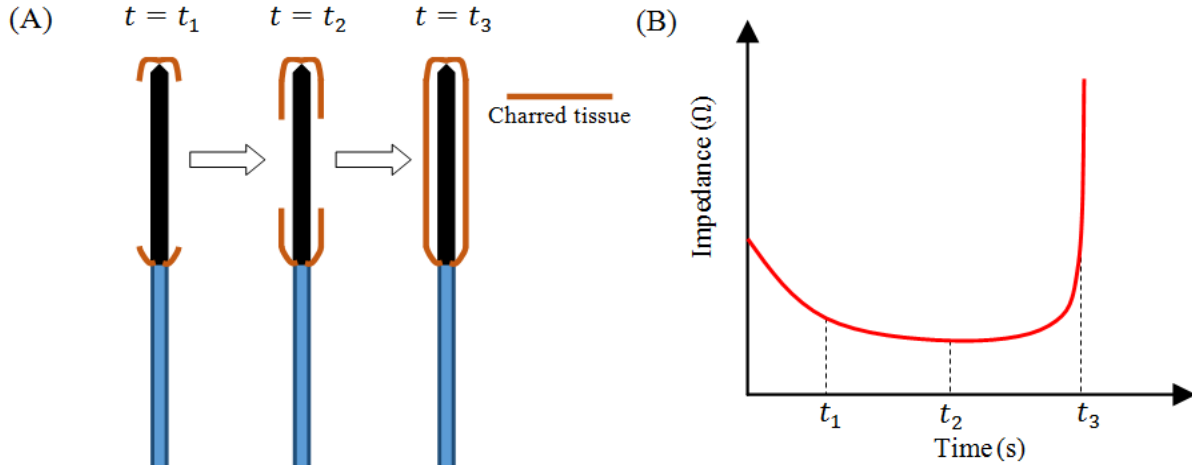 (A)
t = t₁
t = t₂
t = t₃
Charred tissue
(B)
Impedance (Ω)
t₁
t₂
t₃
Time (s)